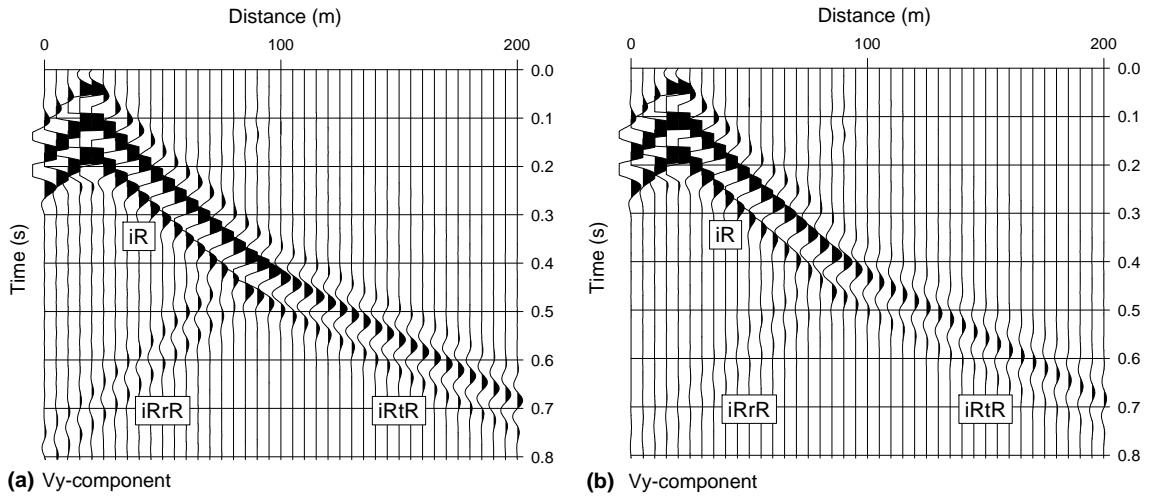 Distance (m)
0 100 200
0.0
0.1
0.2
0.3
0.4
0.5
0.6
0.7
0.8
Time (s)
iR
iRrR
iRtR
(a) Vy-component
Distance (m)
0 100 200
0.0
0.1
0.2
0.3
0.4
0.5
0.6
0.7
0.8
Time (s)
iR
iRrR
iRtR
(b) Vy-component